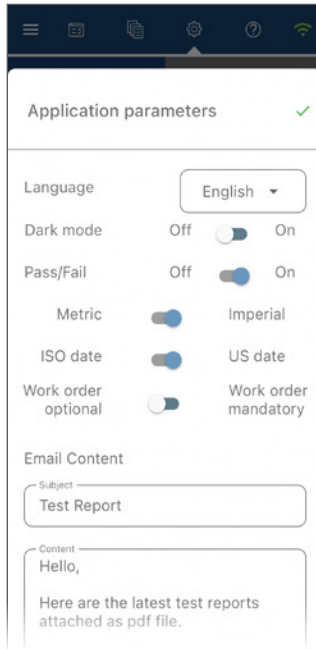 Application parameters
Language
English
Dark mode Off On
Pass/Fail Off On
Metric Imperial
ISO date US date
Work order optional
Work order mandatory
Email Content
Subject
Test Report
Content
Hello,
Here are the latest test reports
attached as pdf file.